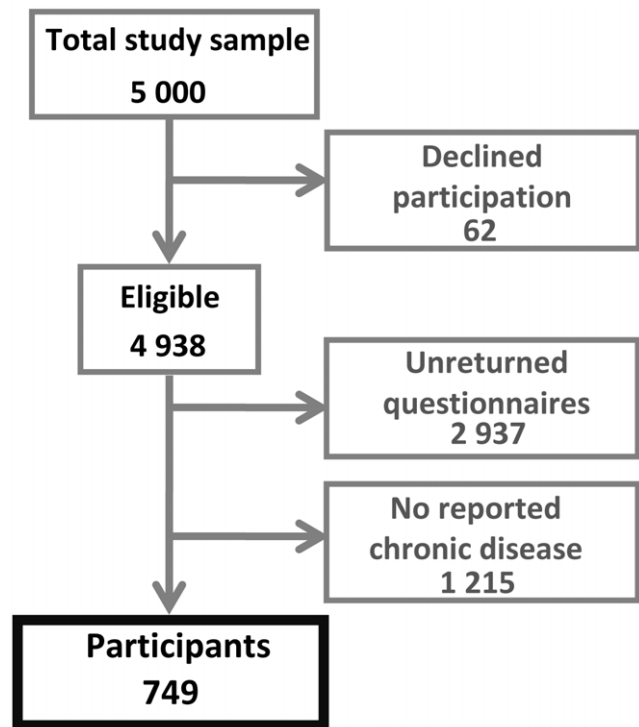 Total study sample
5 000
Declined
participation
62
Eligible
4 938
Unreturned
questionnaires
2 937
No reported
chronic disease
1 215
Participants
749